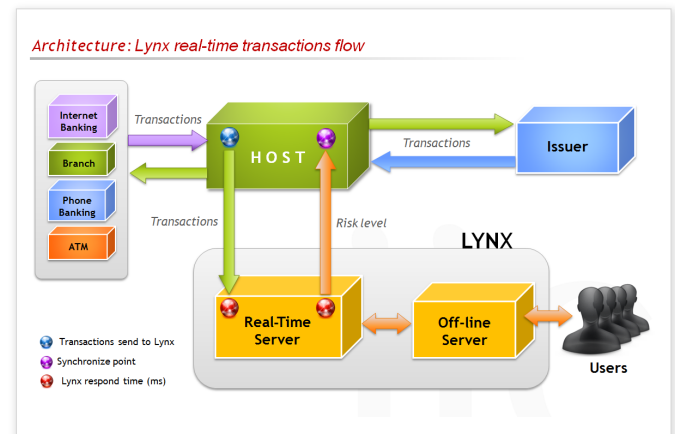 Architecture: Lynx real-time transactions flow
Internet
Banking
Branch
Phone
Banking
ATM
Transactions
HOST
Transactions
Issuer
Transactions
Risk level
LYNX
Real-Time
Server
Off-line
Server
Users
Transactions send to Lynx
Synchronize point
Lynx respond time (ms)